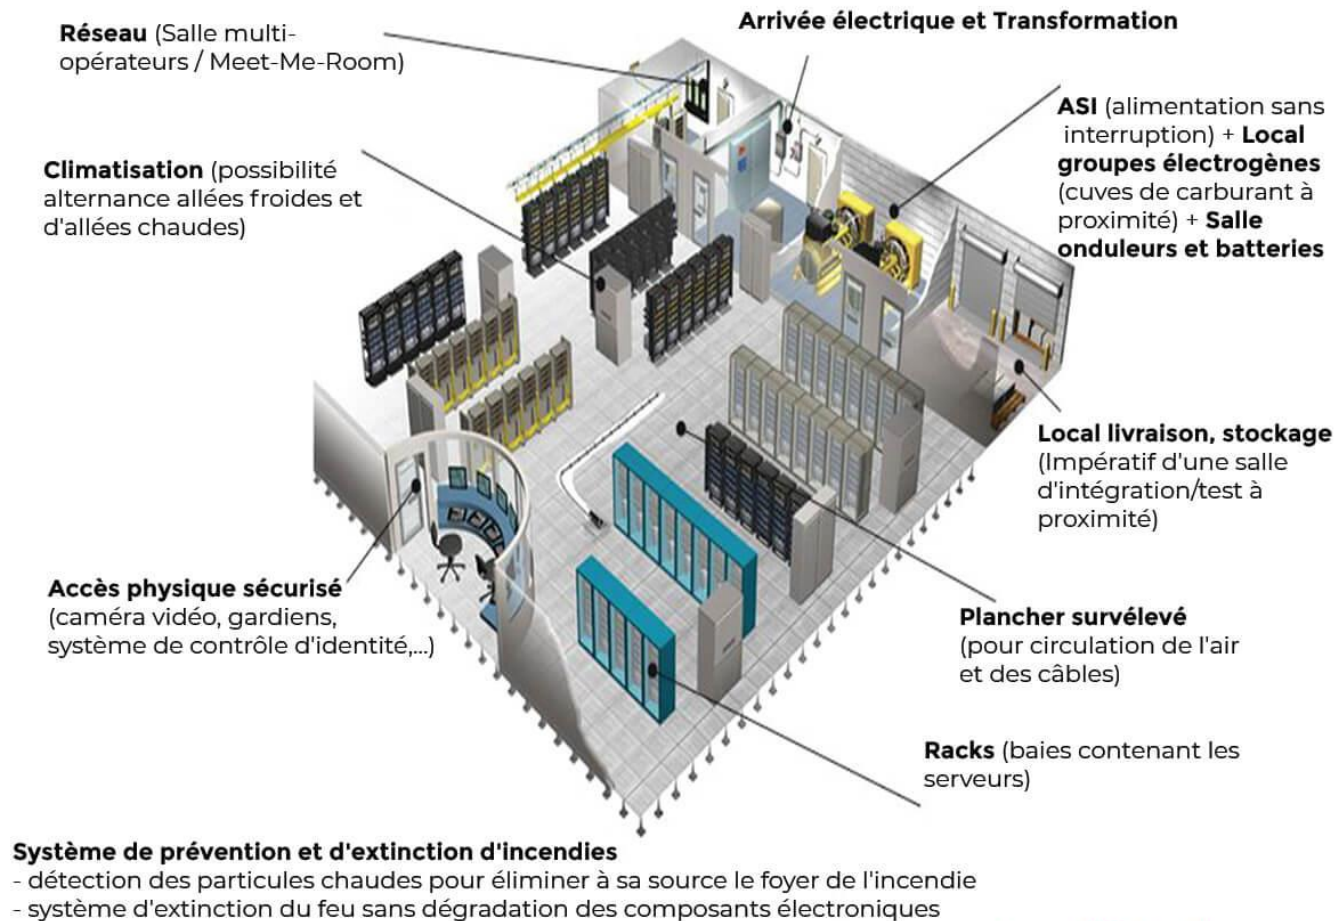 Réseau (Salle multi-
opérateurs / Meet-Me-Room)
Arrivée électrique et Transformation
ASI (alimentation sans
interruption) + Local
groupes électrogènes
(cuves de carburant à
proximité) + Salle
onduleurs et batteries
Climatisation (possibilité
alternance allées froides et
d'allées chaudes)
Local livraison, stockage
(Impératif d'une salle
d'intégration/test à
proximité)
Accès physique sécurisé
(caméra vidéo, gardiens,
système de contrôle d'identité,...)
Plancher survélevé
(pour circulation de l'air
et des câbles)
Racks (baies contenant les
serveurs)
Système de prévention et d'extinction d'incendies
- détection des particules chaudes pour éliminer à sa source le foyer de l'incendie
- système d'extinction du feu sans dégradation des composants électroniques